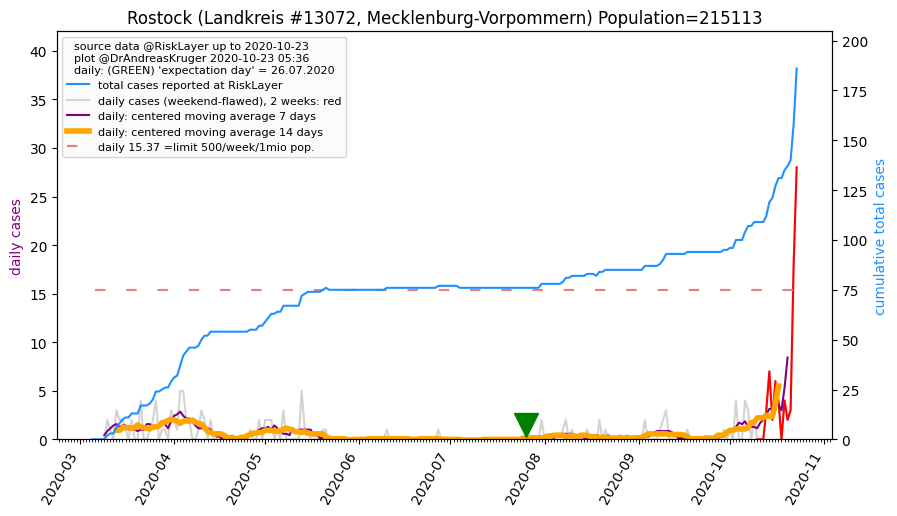 Rostock (Landkreis #13072, Mecklenburg-Vorpommern) Population=215113
source data @RiskLayer up to 2020-10-23
plot @DrAndreasKruger 2020-10-23 05:36
daily: (GREEN) 'expectation day' = 26.07.2020
total cases reported at RiskLayer
daily cases (weekend-flawed), 2 weeks: red
daily: centered moving average 7 days
daily: centered moving average 14 days
daily 15.37 =limit 500/week/1mio pop.
daily cases
40
35
30
25
20
15
10
5
0
cumulative total cases
200
175
150
125
100
75
50
25
0
2020-03
2020-04
2020-05
2020-06
2020-07
2020-08
2020-09
2020-10
2020-11